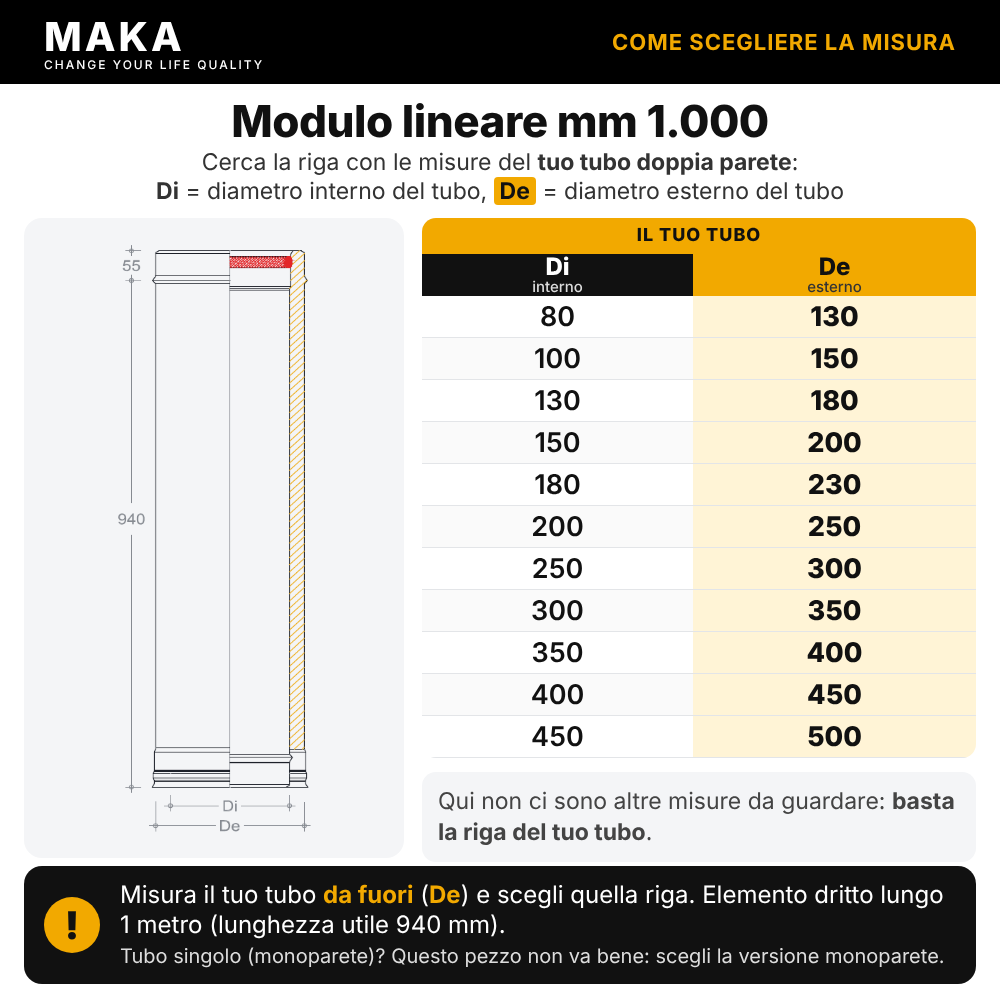 MAKA
CHANGE YOUR LIFE QUALITY
COME SCEGLIERE LA MISURA
Modulo lineare mm 1.000
Cerca la riga con le misure del tuo tubo doppia parete:
Di = diametro interno del tubo, De = diametro esterno del tubo
55
940
Di
De
IL TUO TUBO
Di De
interno esterno
80 130
100 150
130 180
150 200
180 230
200 250
250 300
300 350
350 400
400 450
450 500
Qui non ci sono altre misure da guardare: basta
la riga del tuo tubo.
!
Misura il tuo tubo da fuori (De) e scegli quella riga. Elemento dritto lungo
1 metro (lunghezza utile 940 mm).
Tubo singolo (monoparete)? Questo pezzo non va bene: scegli la versione monoparete.